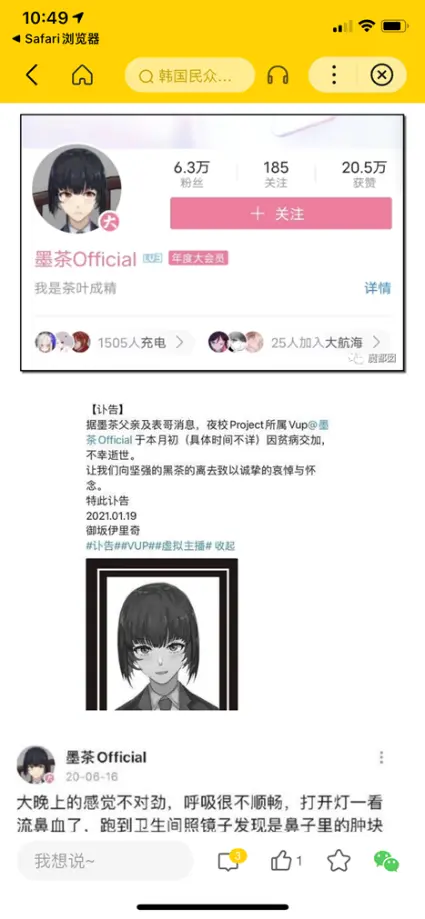 10:49
Safari浏览器
韩国民众...
6.3万
185
20.5万
粉丝
关注
获赞
+ 关注
墨茶Official
年度大会员
我是茶叶成精
详情
1505人充电
25人加入大航海
【讣告】
据墨茶父亲及表哥消息，夜校Project所属Vup@墨
茶Official于本月初（具体时间不详）因贫病交加，
不幸逝世。
让我们向坚强的黑茶的离去致以诚挚的哀悼与怀
念。
特此讣告
2021.01.19
御坂伊里奇
#讣告##VUP##虚拟主播# 收起
墨茶Official
20-06-16
大晚上的感觉不对劲，呼吸很不顺畅，打开灯一看
流鼻血了，跑到卫生间照镜子发现是鼻子里的肿块
我想说~
3
1